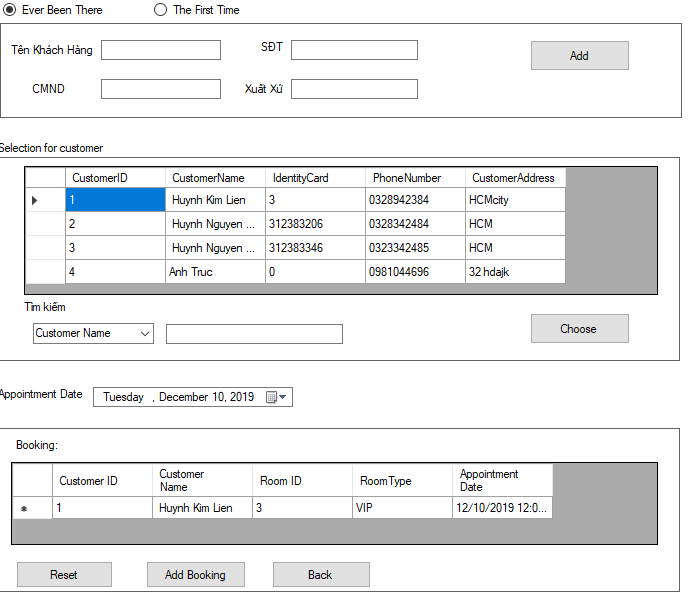 Ever Been There The First Time
Tên Khách Hàng SĐT Add
CMND Xuất Xứ
Selection for customer
CustomerID CustomerName IdentityCard PhoneNumber CustomerAddress
1 Huynh Kim Lien 3 0328942384 HCMcity
2 Huynh Nguyen ... 312383206 0328342484 HCM
3 Huynh Nguyen ... 312383346 0323342485 HCM
4 Anh Truc 0 0981044696 32 hdajk
Tìm kiếm
Customer Name Choose
Appointment Date Tuesday , December 10, 2019
Booking:
Customer ID Customer Name Room ID RoomType Appointment Date
1 Huynh Kim Lien 3 VIP 12/10/2019 12:0...
Reset Add Booking Back